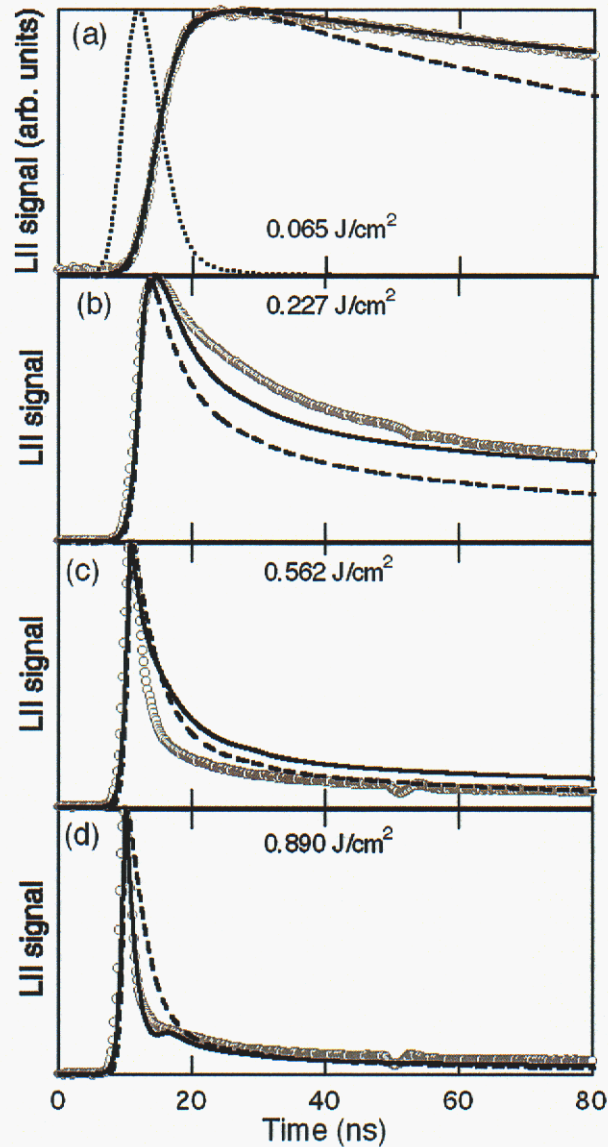 (a)
LII signal (arb. units)
0.065 J/cm²
(b)
0.227 J/cm²
LII signal
(c)
0.562 J/cm²
LII signal
(d)
0.890 J/cm²
LII signal
0 20 40 60 80
Time (ns)